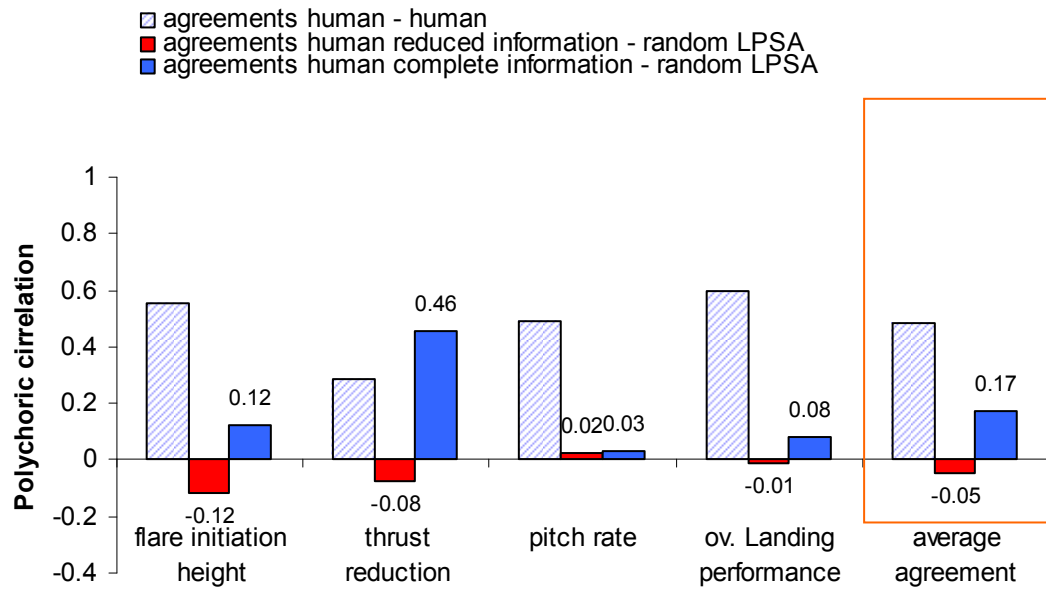 agreements human - human
agreements human reduced information - random LPSA
agreements human complete information - random LPSA
Polychoric cirrelation
1
0.8
0.6
0.4
0.2
0
-0.2
-0.4
-0.12
0.12
-0.08
0.46
0.02
0.03
-0.01
0.08
-0.05
0.17
flare initiation
height
thrust
reduction
pitch rate
ov. Landing
performance
average
agreement